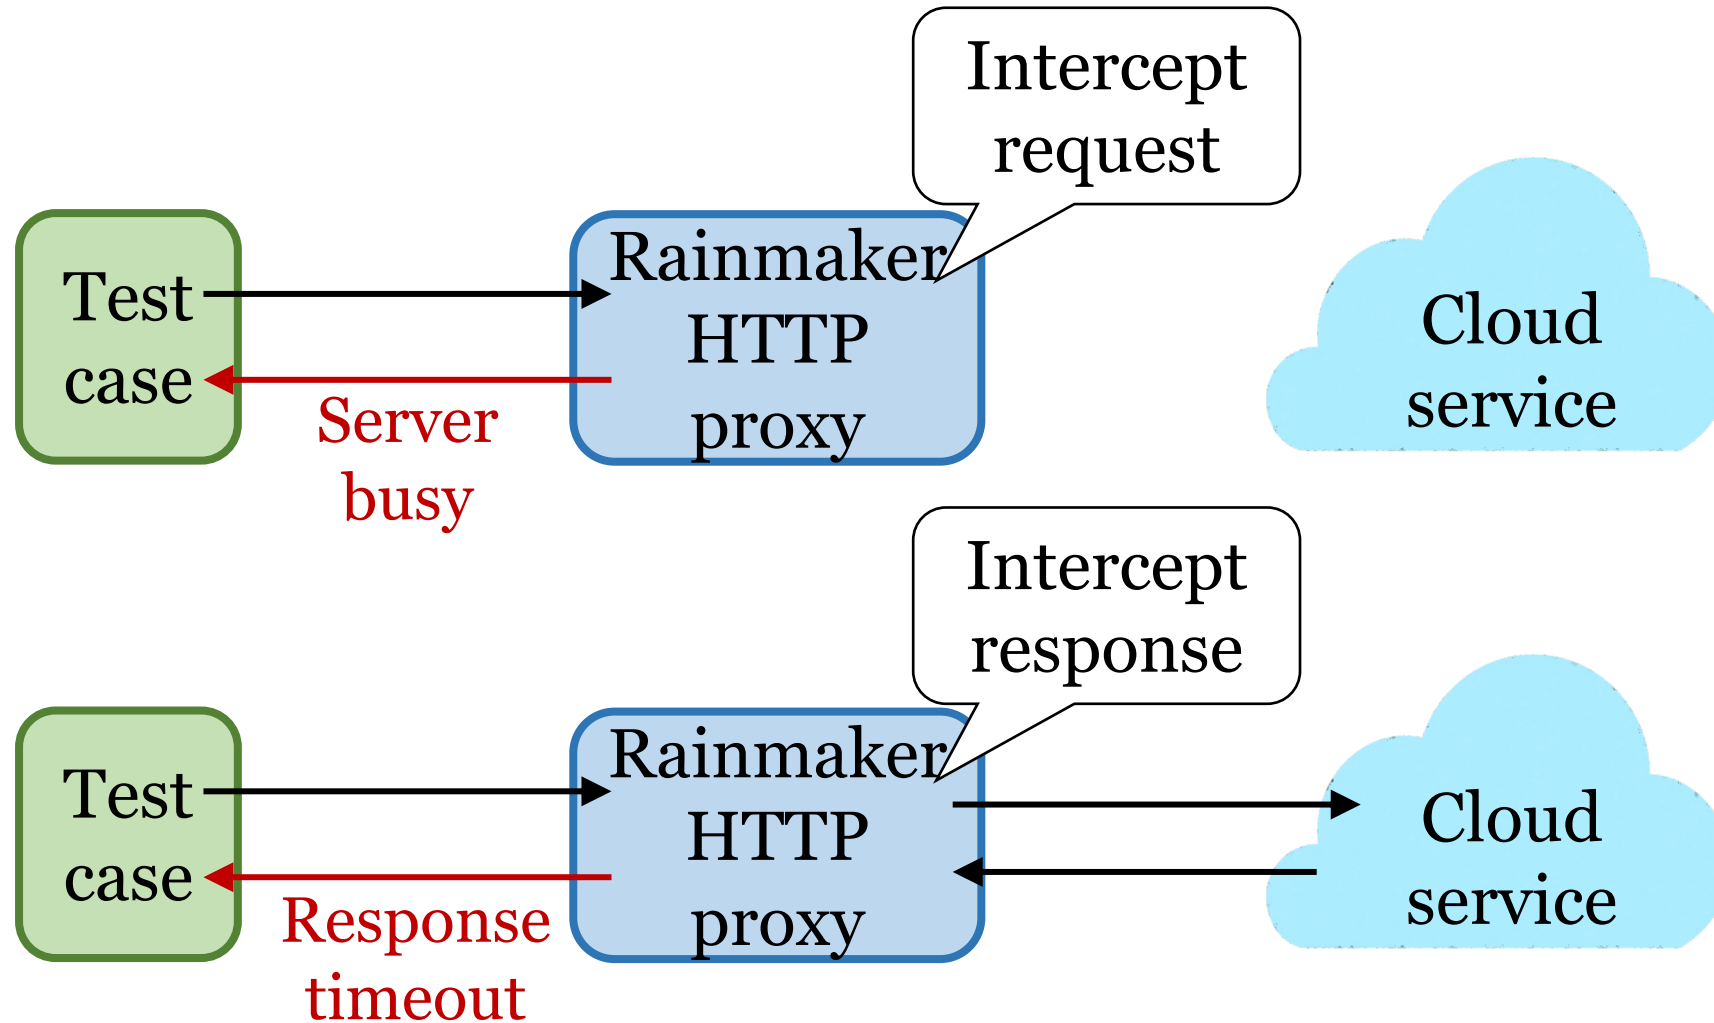 Intercept
request
Test
case
Rainmaker
HTTP
proxy
Cloud
service
Server
busy
Intercept
response
Test
case
Rainmaker
HTTP
proxy
Cloud
service
Response
timeout